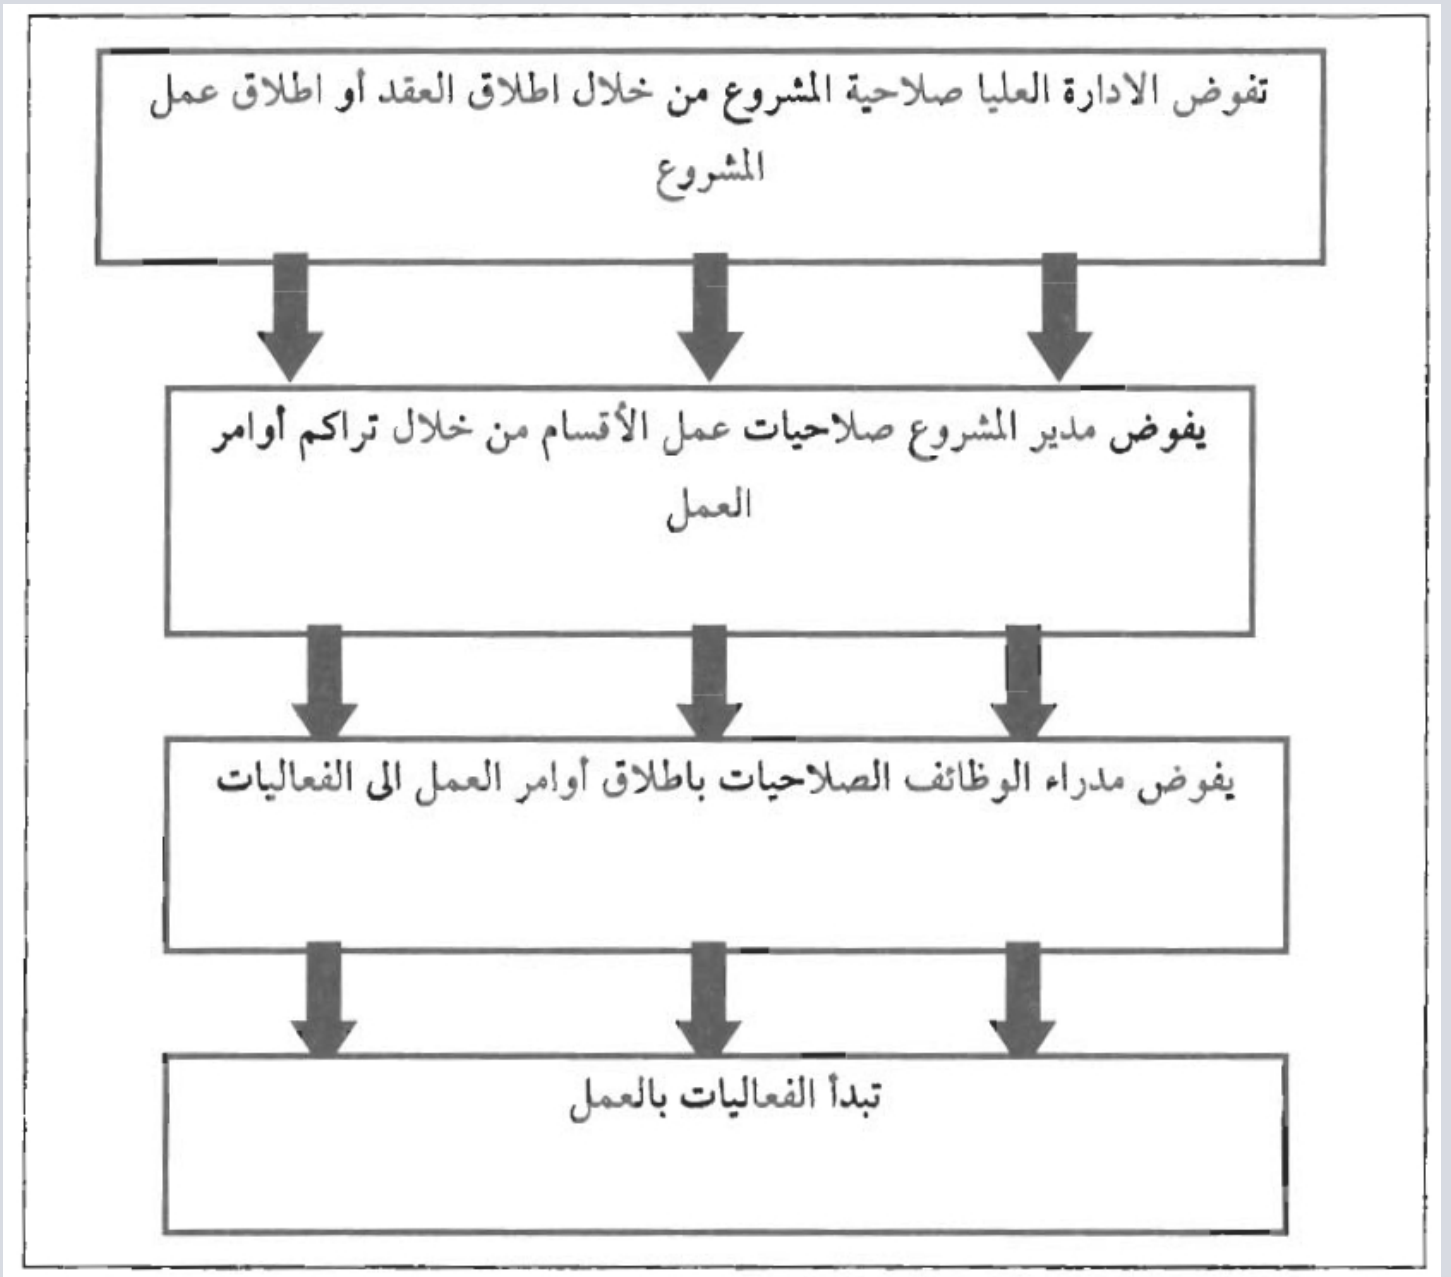 تفوض الادارة العليا صلاحية المشروع من خلال اطلاق العقد أو اطلاق عمل
المشروع
يفوض مدير المشروع صلاحيات عمل الأقسام من خلال تراكم أوامر
العمل
يفوض مدراء الوظائف الصلاحيات باطلاق أوامر العمل الى الفعاليات
تبدأ الفعاليات بالعمل